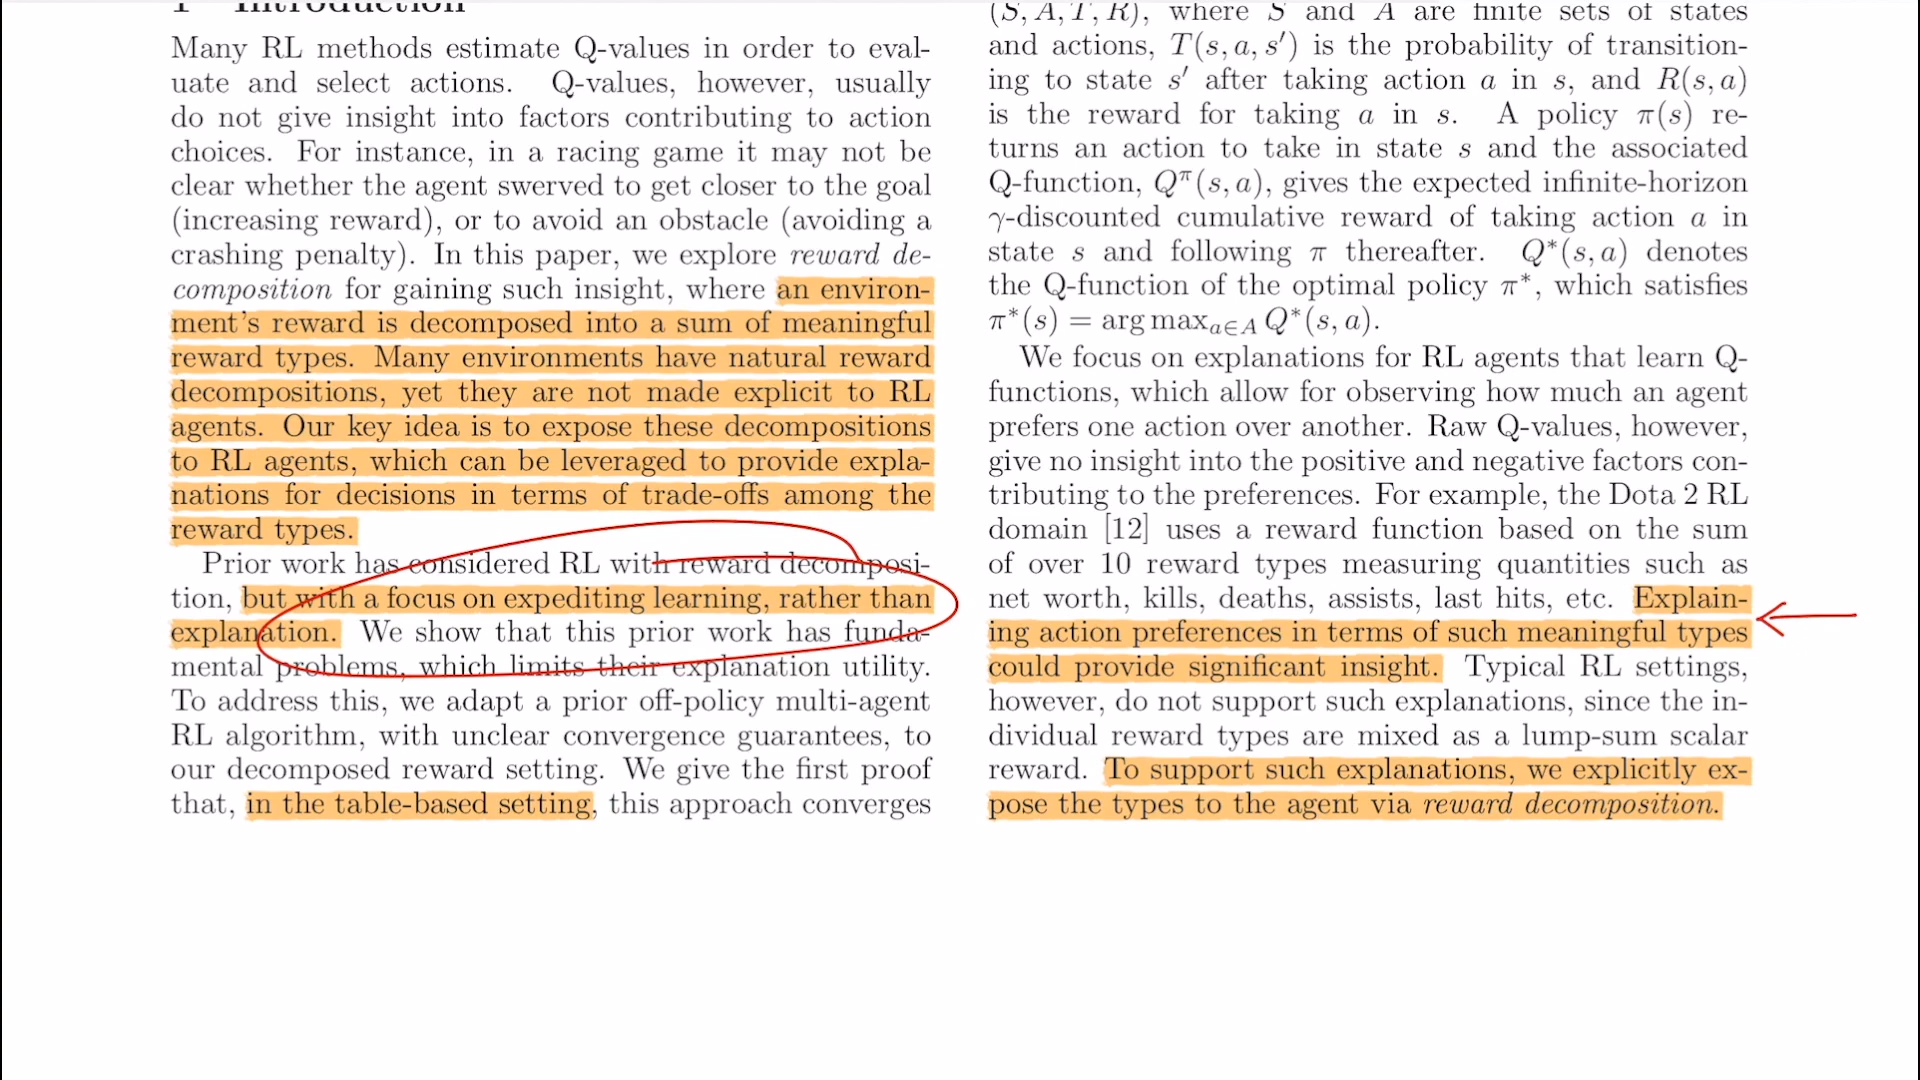 1 Introduction
Many RL methods estimate Q-values in order to eval-
uate and select actions. Q-values, however, usually
do not give insight into factors contributing to action
choices. For instance, in a racing game it may not be
clear whether the agent swerved to get closer to the goal
(increasing reward), or to avoid an obstacle (avoiding a
crashing penalty). In this paper, we explore reward de-
composition for gaining such insight, where an environ-
ment's reward is decomposed into a sum of meaningful
reward types. Many environments have natural reward
decompositions, yet they are not made explicit to RL
agents. Our key idea is to expose these decompositions
to RL agents, which can be leveraged to provide expla-
nations for decisions in terms of trade-offs among the
reward types.
Prior work has considered RL with reward decomposi-
tion, but with a focus on expediting learning, rather than
explanation. We show that this prior work has funda-
mental problems, which limits their explanation utility.
To address this, we adapt a prior off-policy multi-agent
RL algorithm, with unclear convergence guarantees, to
our decomposed reward setting. We give the first proof
that, in the table-based setting, this approach converges
(S, A, T, R), where S and A are finite sets of states
and actions, T(s, a, s′) is the probability of transition-
ing to state s′ after taking action a in s, and R(s, a)
is the reward for taking a in s. A policy π(s) re-
turns an action to take in state s and the associated
Q-function, Q^π(s, a), gives the expected infinite-horizon
γ-discounted cumulative reward of taking action a in
state s and following π thereafter. Q*(s, a) denotes
the Q-function of the optimal policy π*, which satisfies
π*(s) = arg max_{a∈A} Q*(s, a).
We focus on explanations for RL agents that learn Q-
functions, which allow for observing how much an agent
prefers one action over another. Raw Q-values, however,
give no insight into the positive and negative factors con-
tributing to the preferences. For example, the Dota 2 RL
domain [12] uses a reward function based on the sum
of over 10 reward types measuring quantities such as
net worth, kills, deaths, assists, last hits, etc. Explain-
ing action preferences in terms of such meaningful types
could provide significant insight. Typical RL settings,
however, do not support such explanations, since the in-
dividual reward types are mixed as a lump-sum scalar
reward. To support such explanations, we explicitly ex-
pose the types to the agent via reward decomposition.